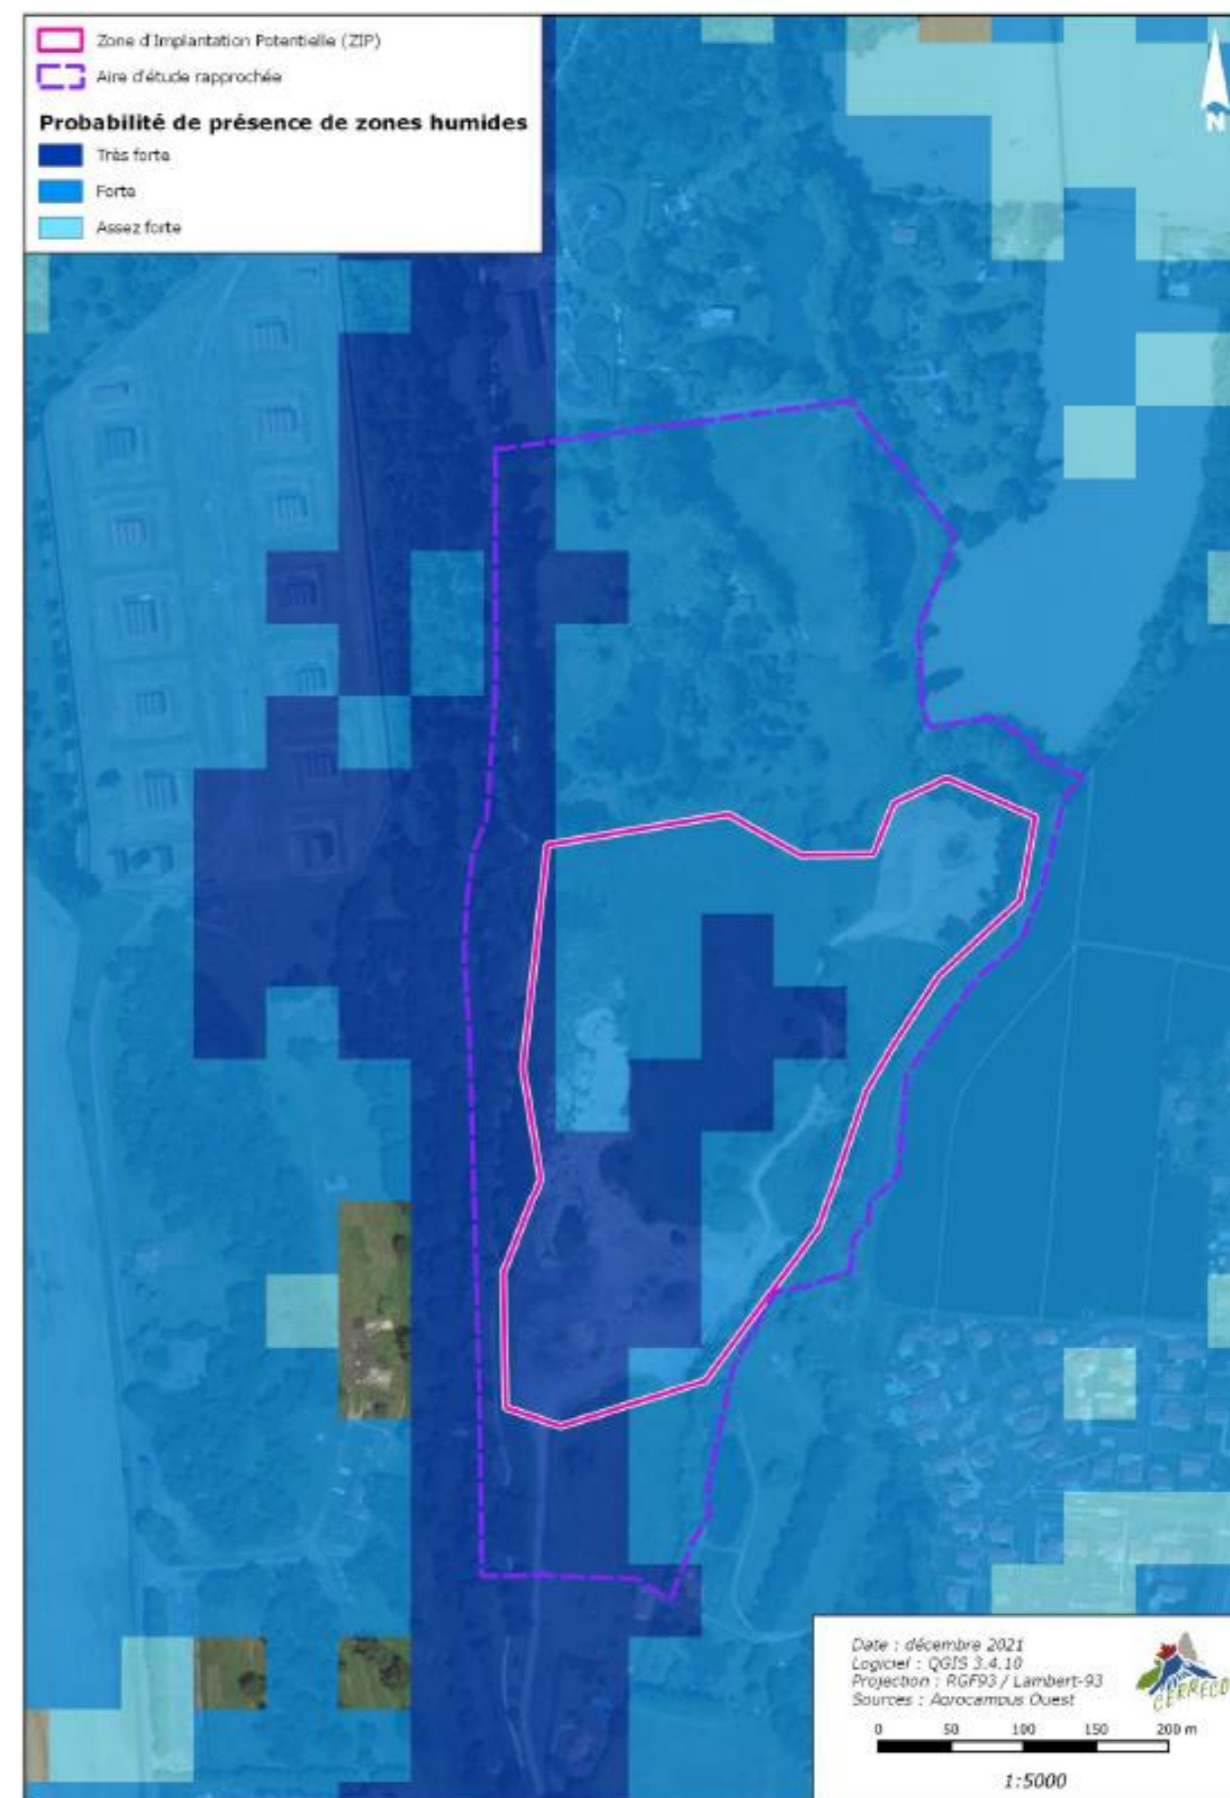 Zone d'Implantation Potentielle (ZIP)
Aire d'étude rapprochée
Probabilité de présence de zones humides
Très forte
Forte
Assez forte
N
Date : décembre 2021
Logiciel : QGIS 3.4.10
Projection : RGF93 / Lambert-93
Sources : Agrocampus Ouest
CERMECO
0 50 100 150 200 m
1:5000